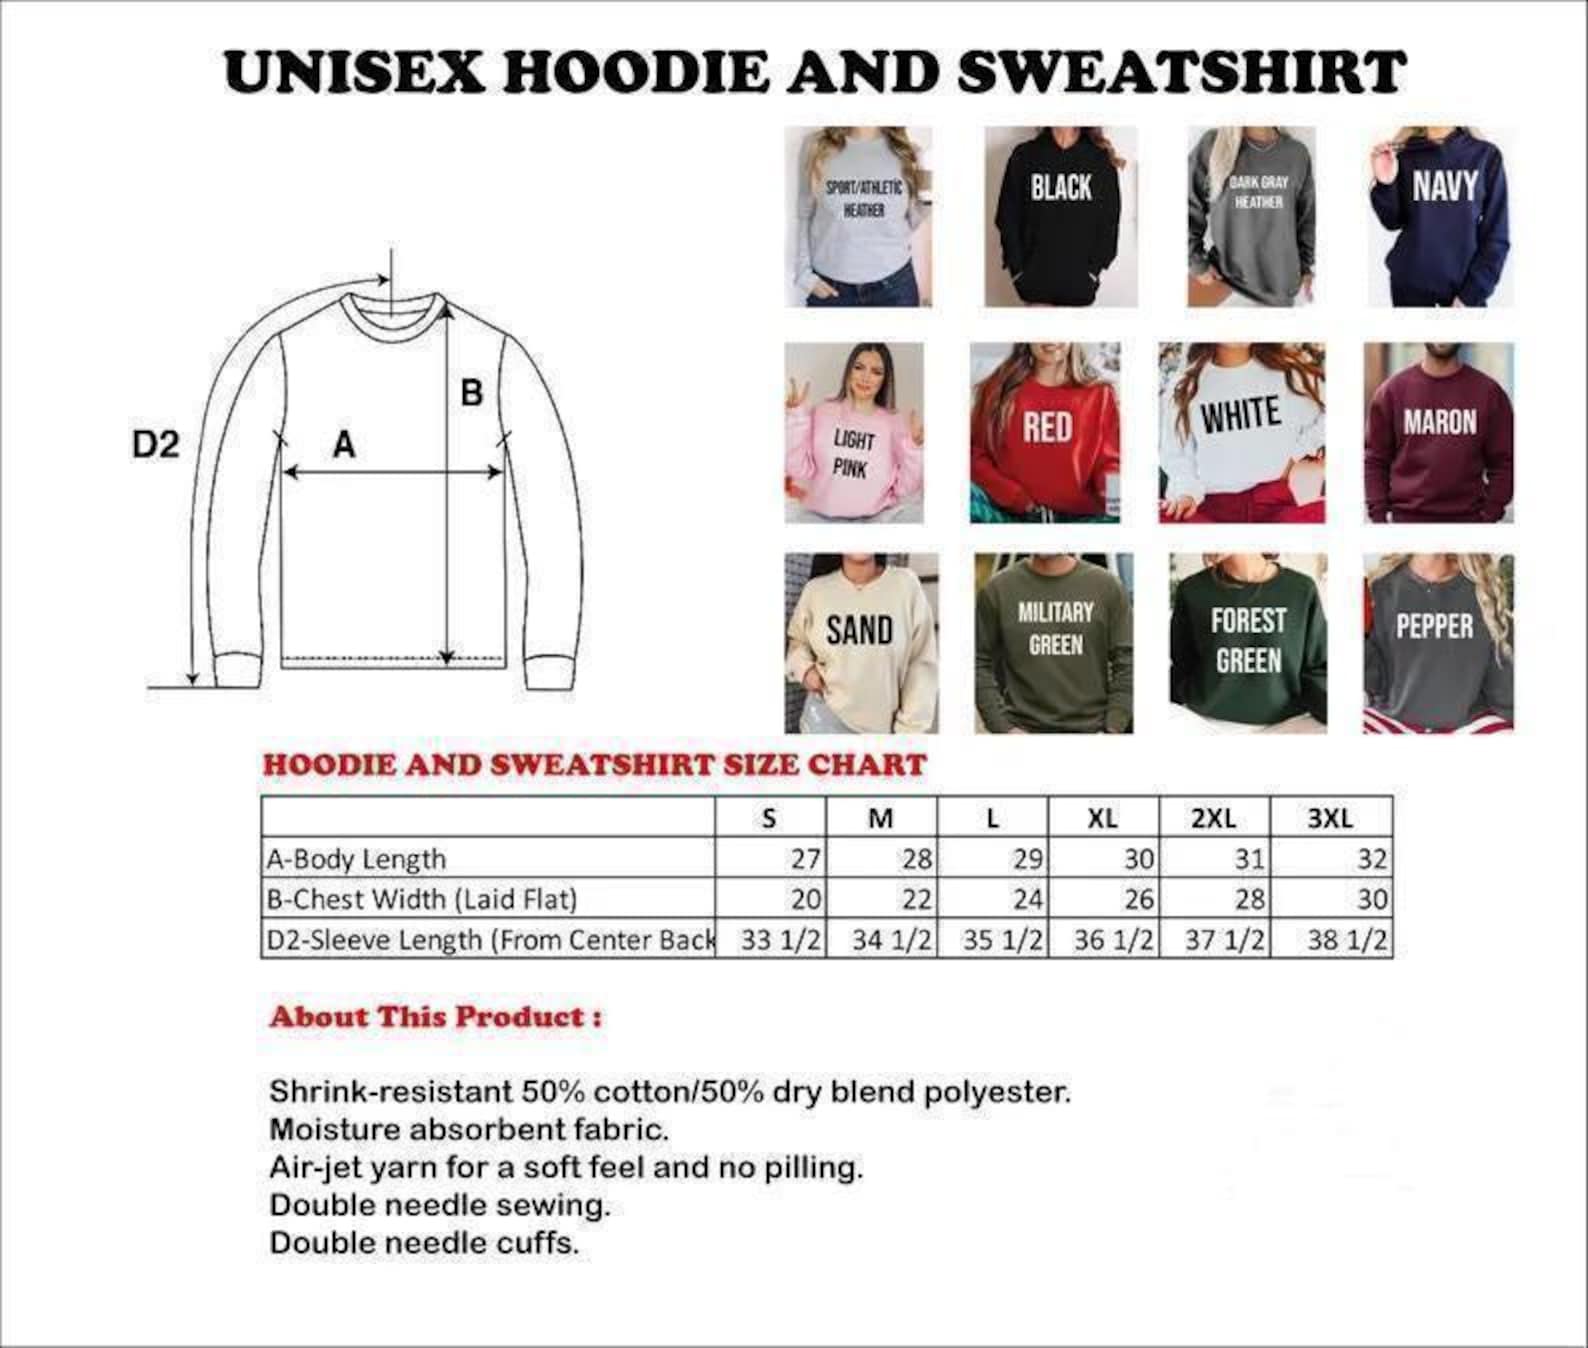 UNISEX HOODIE AND SWEATSHIRT
SPORT/ATHLETIC
HEATHER
BLACK
DARK GRAY
HEATHER
NAVY
LIGHT
PINK
RED
WHITE
MARON
SAND
MILITARY
GREEN
FOREST
GREEN
PEPPER
B
A
D2
HOODIE AND SWEATSHIRT SIZE CHART
S M L XL 2XL 3XL
A-Body Length 27 28 29 30 31 32
B-Chest Width (Laid Flat) 20 22 24 26 28 30
D2-Sleeve Length (From Center Back 33 1/2 34 1/2 35 1/2 36 1/2 37 1/2 38 1/2
About This Product :
Shrink-resistant 50% cotton/50% dry blend polyester.
Moisture absorbent fabric.
Air-jet yarn for a soft feel and no pilling.
Double needle sewing.
Double needle cuffs.